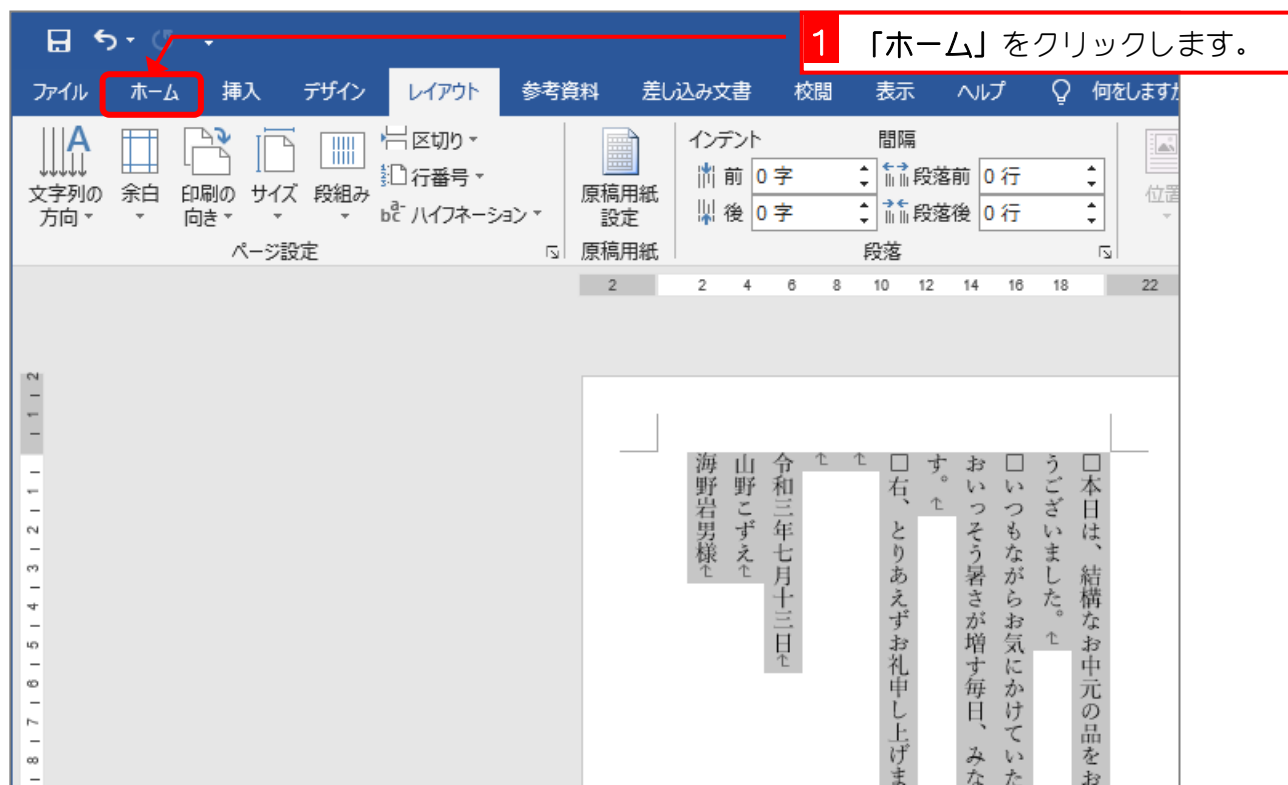 1 「ホーム」をクリックします。
ファイル ホーム 挿入 デザイン レイアウト 参考資料 差し込み文書 校閲 表示 ヘルプ 何をします
文字列の方向 余白 印刷の向き サイズ 段組み
区切り
行番号
bc ハイフネーション
ページ設定
原稿用紙設定
原稿用紙
インデント 間隔
前 0 字 段落前 0 行
後 0 字 段落後 0 行
段落
位置
2 2 4 6 8 10 12 14 16 18 22
2 1 1 2 3 4 5 6 7 8
□本日は、結構なお中元の品をお
うございました。
□いつもながらお気にかけていた
おいっそう暑さが増す毎日、みな
す。
□右、とりあえずお礼申し上げま
令和三年七月十三日
山野こずえ
海野岩男様